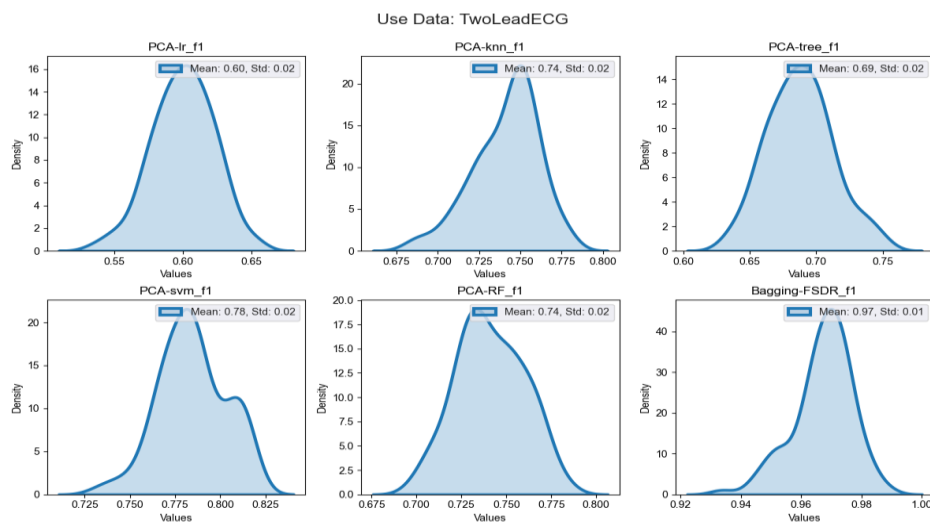 Use Data: TwoLeadECG
PCA-lr_f1
Mean: 0.60, Std: 0.02
Density
16
14
12
10
8
6
4
2
0
0.55
0.60
0.65
Values
PCA-knn_f1
Mean: 0.74, Std: 0.02
Density
20
15
10
5
0
0.675
0.700
0.725
0.750
0.775
0.800
Values
PCA-tree_f1
Mean: 0.69, Std: 0.02
Density
14
12
10
8
6
4
2
0
0.60
0.65
0.70
0.75
Values
PCA-svm_f1
Mean: 0.78, Std: 0.02
Density
20
15
10
5
0
0.725
0.750
0.775
0.800
0.825
Values
PCA-RF_f1
Mean: 0.74, Std: 0.02
Density
20.0
17.5
15.0
12.5
10.0
7.5
5.0
2.5
0.0
0.675
0.700
0.725
0.750
0.775
0.800
Values
Bagging-FSDR_f1
Mean: 0.97, Std: 0.01
Density
40
30
20
10
0
0.92
0.94
0.96
0.98
1.00
Values